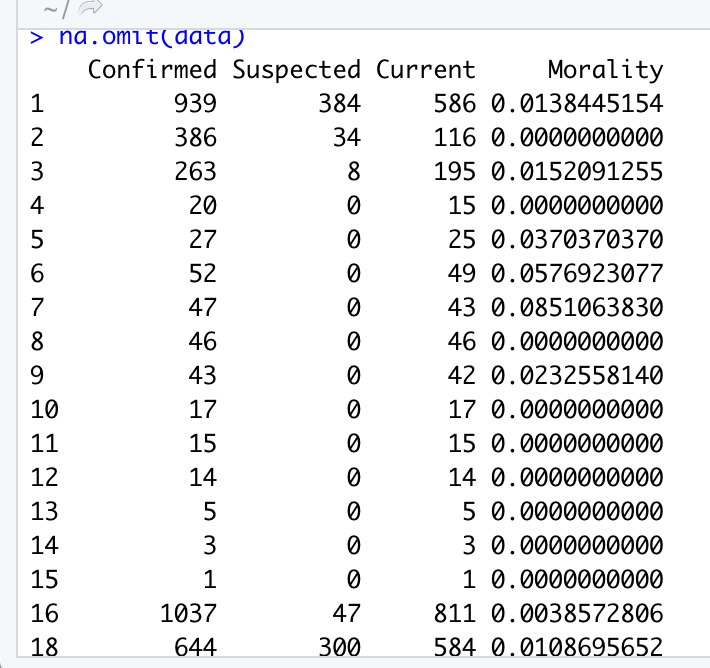 ~/
> na.omit(data)
Confirmed Suspected Current Morality
1 939 384 586 0.0138445154
2 386 34 116 0.0000000000
3 263 8 195 0.0152091255
4 20 0 15 0.0000000000
5 27 0 25 0.0370370370
6 52 0 49 0.0576923077
7 47 0 43 0.0851063830
8 46 0 46 0.0000000000
9 43 0 42 0.0232558140
10 17 0 17 0.0000000000
11 15 0 15 0.0000000000
12 14 0 14 0.0000000000
13 5 0 5 0.0000000000
14 3 0 3 0.0000000000
15 1 0 1 0.0000000000
16 1037 47 811 0.0038572806
18 644 300 584 0.0108695652